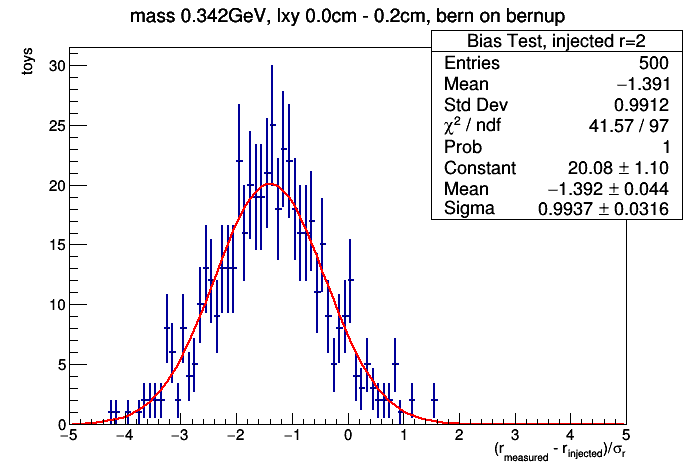 mass 0.342GeV, lxy 0.0cm - 0.2cm, bern on bernup
toys
Bias Test, injected r=2
Entries 500
Mean −1.391
Std Dev 0.9912
χ² / ndf 41.57 / 97
Prob 1
Constant 20.08 ± 1.10
Mean −1.392 ± 0.044
Sigma 0.9937 ± 0.0316
30
25
20
15
10
5
0
−5 −4 −3 −2 −1 0 1 2 3 4 5
(r_measured - r_injected)/σ_r